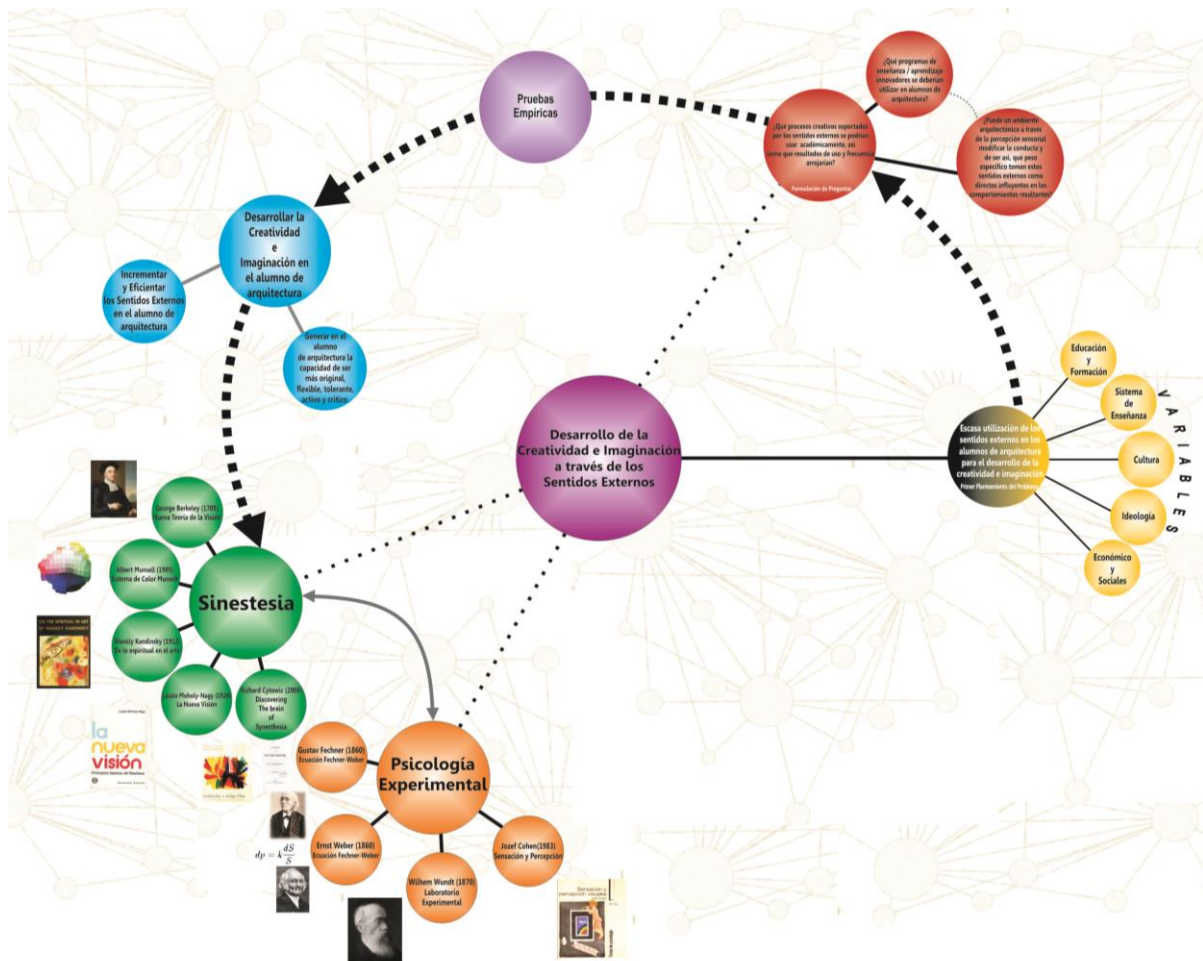 Pruebas
Empíricas
¿Qué programas de
enseñanza / aprendizaje
innovadores se deberían
utilizar en alumnos de
arquitectura?
¿Qué procesos creativos soportados
por los sentidos externos se podrían
usar académicamente, así
como que resultados de uso y frecuencia
arrojarían?
Formulación de Preguntas
¿Puede un ambiente
arquitectónico a través
de la percepción sensorial
modificar la conducta y
de ser así, qué peso
específico toman estos
sentidos externos como
directos influyentes en los
comportamientos resultantes?
Desarrollar la
Creatividad
e
Imaginación en
el alumno de
arquitectura
Incrementar
y Eficientar
los Sentidos Externos
en el alumno de
arquitectura
Generar en el
alumno
de arquitectura la
capacidad de ser
más original,
flexible, tolerante,
activo y crítico.
Desarrollo de la
Creatividad e Imaginación
a través de los
Sentidos Externos
Escasa utilización de los
sentidos externos en los
alumnos de arquitectura
para el desarrollo de la
creatividad e imaginación
Primer Planteamiento del Problema
Educación
y
Formación
Sistema
de
Enseñanza
Cultura
Ideología
Económico
y
Sociales
VARIABLES
George Berkeley (1709)
Nueva Teoría de la Visión
Albert Munsell (1905)
Sistema de Color Munsell
Wassily Kandinsky (1912)
De lo espiritual en el arte
Laszlo Moholy-Nagy (1928)
La Nueva Visión
Richard Cytowic (2009)
Discovering
The brain
of
Synesthesia
Sinestesia
la
nueva
visión
Gustav Fechner (1860)
Ecuación Fechner-Weber
Psicología
Experimental
Ernst Weber (1860)
Ecuación Fechner-Weber
Wilhem Wundt (1870)
Laboratorio
Experimental
Jozef Cohen(1983)
Sensación y Percepción
dp = k dS/S
Sensación y
percepción visuales